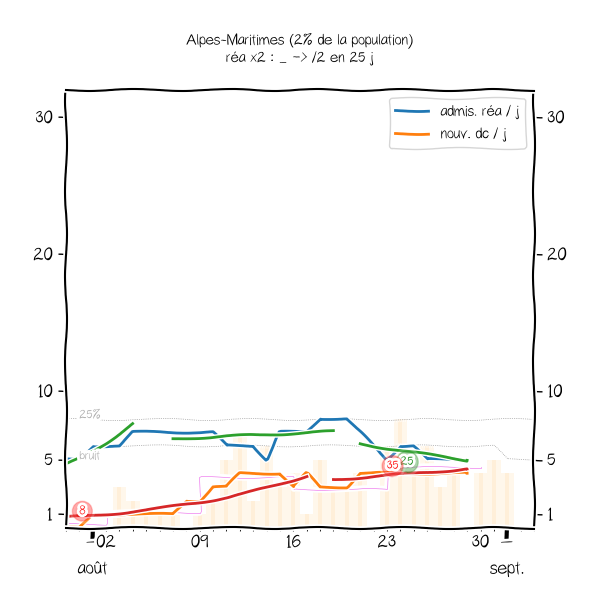 Alpes-Maritimes (2% de la population)
réa x2 : _ -> /2 en 25 j
admis. réa / j
nouv. dc / j
30 30
20 20
10 10
25%
bruit
5 5
35 25
8
1 1
02 09 16 23 30
août sept.